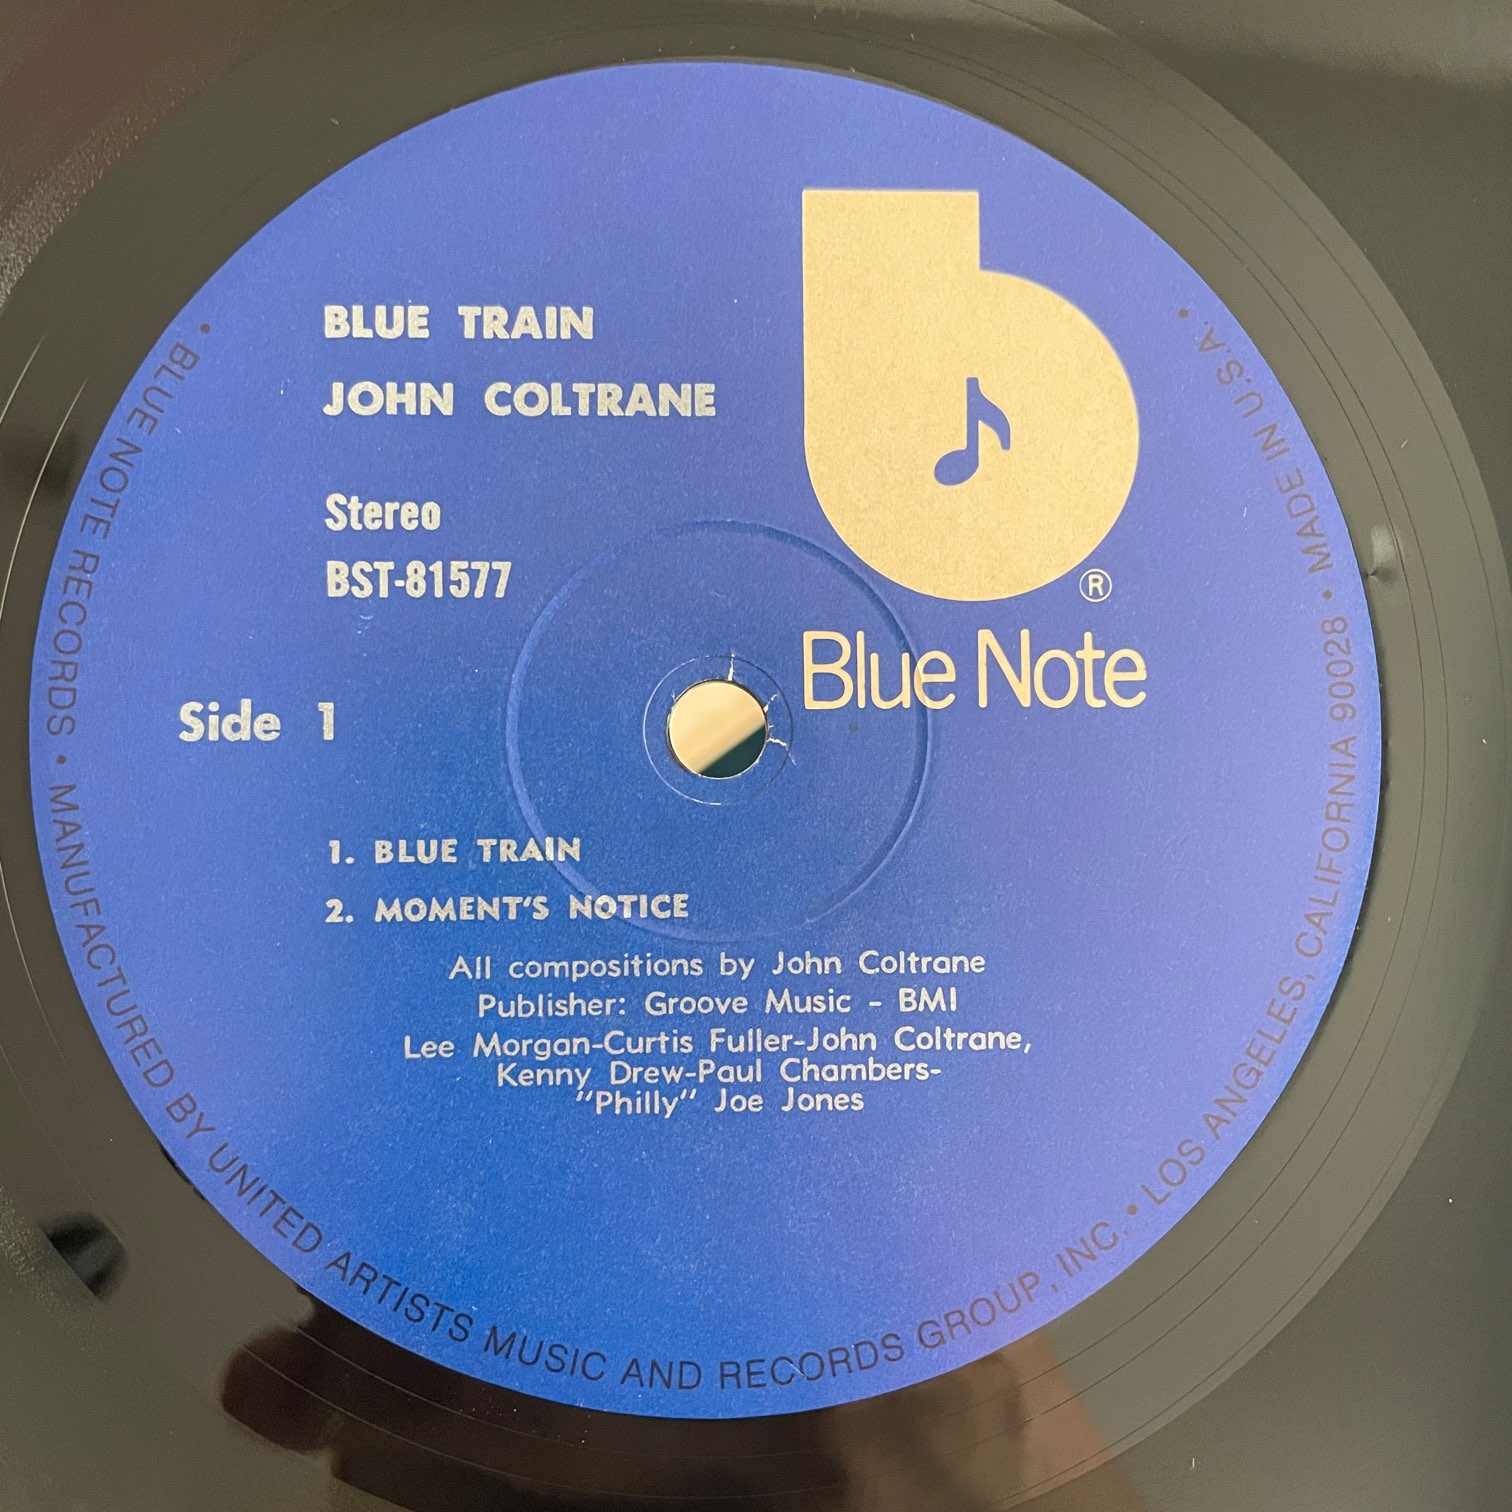 BLUE TRAIN
JOHN COLTRANE
Stereo
BST-81577
®
Blue Note
Side 1
1. BLUE TRAIN
2. MOMENT'S NOTICE
All compositions by John Coltrane
Publisher: Groove Music - BMI
Lee Morgan-Curtis Fuller-John Coltrane,
Kenny Drew-Paul Chambers-
"Philly" Joe Jones
• BLUE NOTE RECORDS • MANUFACTURED BY UNITED ARTISTS MUSIC AND RECORDS GROUP, INC. • LOS ANGELES, CALIFORNIA 90028 • MADE IN U.S.A. •